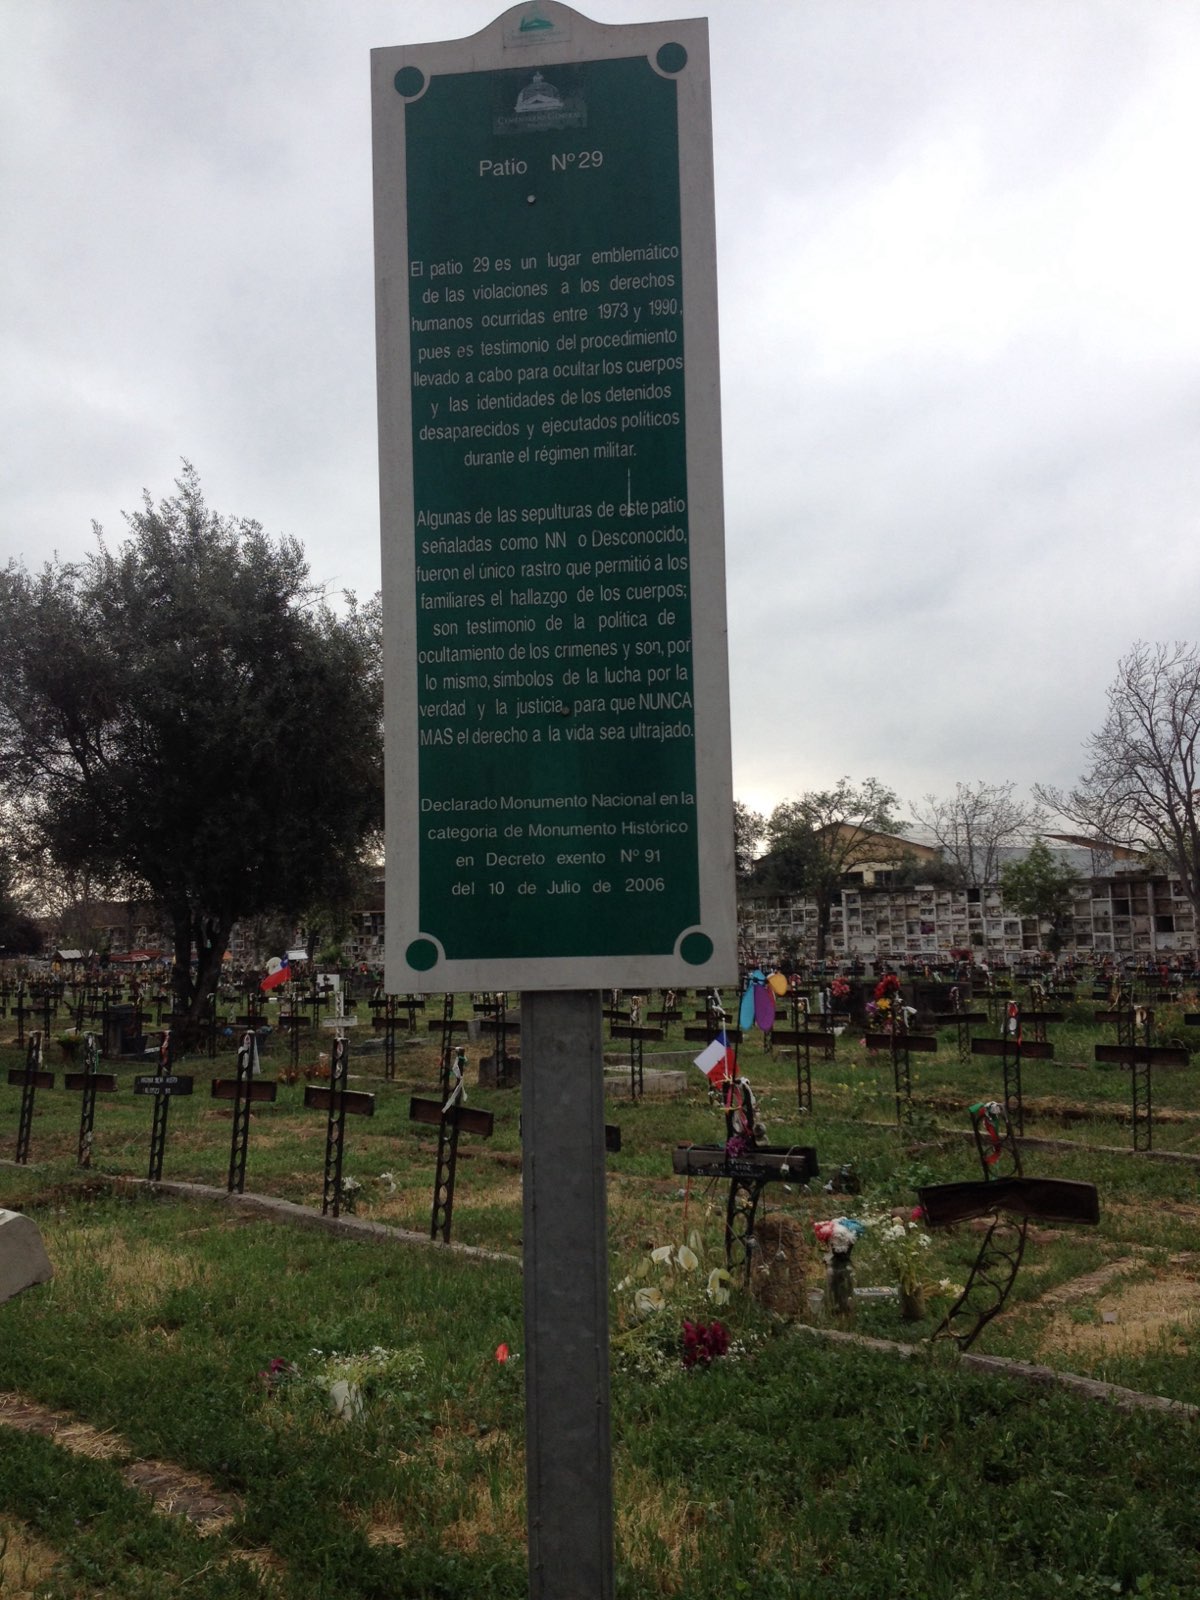 CEMENTERIO GENERAL
Patio Nº 29
El patio 29 es un lugar emblemático
de las violaciones a los derechos
humanos ocurridas entre 1973 y 1990,
pues es testimonio del procedimiento
llevado a cabo para ocultar los cuerpos
y las identidades de los detenidos
desaparecidos y ejecutados políticos
durante el régimen militar.
Algunas de las sepulturas de este patio
señaladas como NN o Desconocido,
fueron el único rastro que permitió a los
familiares el hallazgo de los cuerpos;
son testimonio de la política de
ocultamiento de los crimenes y son, por
lo mismo, símbolos de la lucha por la
verdad y la justicia, para que NUNCA
MAS el derecho a la vida sea ultrajado.
Declarado Monumento Nacional en la
categoria de Monumento Histórico
en Decreto exento Nº 91
del 10 de Julio de 2006